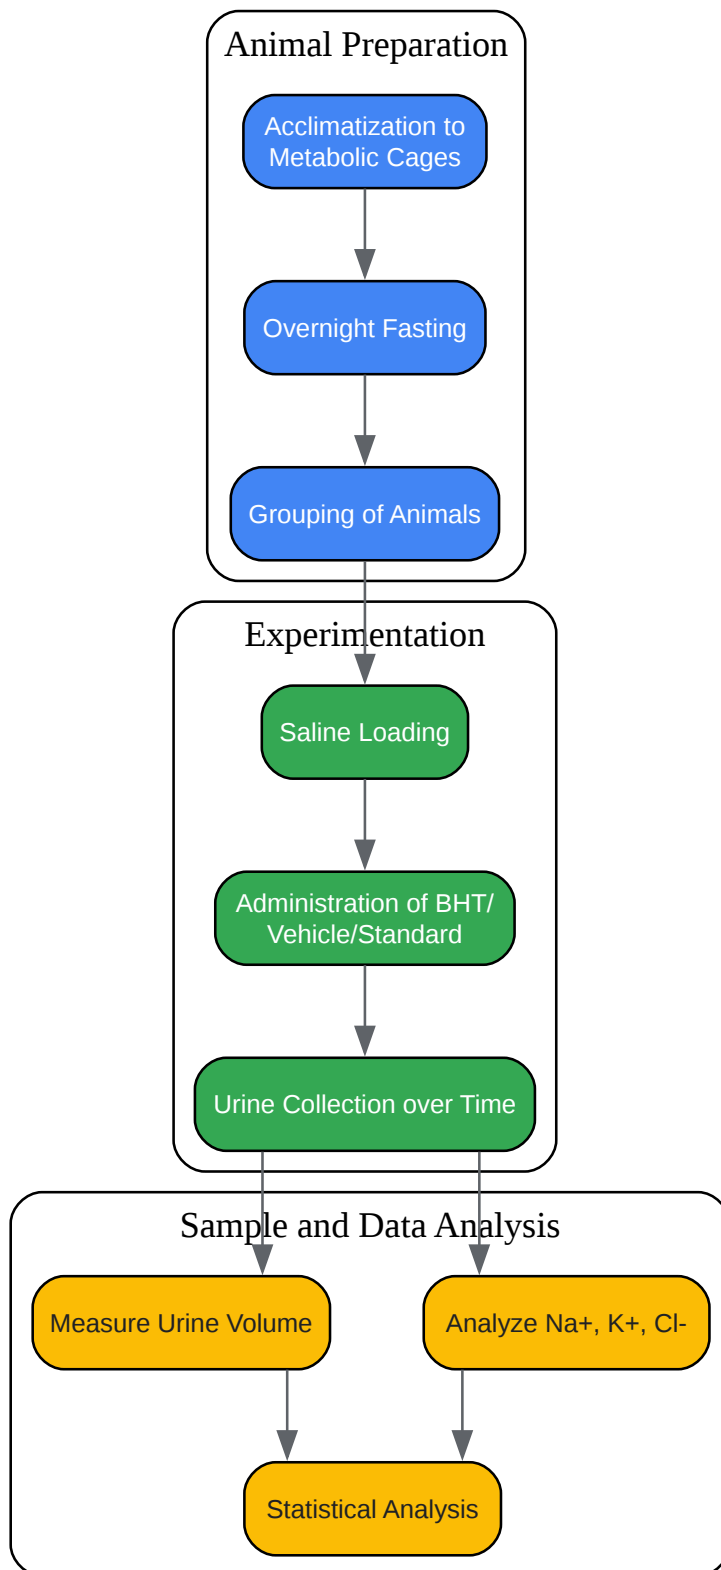 Animal Preparation
Acclimatization to
Metabolic Cages
Overnight Fasting
Grouping of Animals
Experimentation
Saline Loading
Administration of BHT/
Vehicle/Standard
Urine Collection over Time
Sample and Data Analysis
Measure Urine Volume
Analyze Na+, K+, Cl-
Statistical Analysis